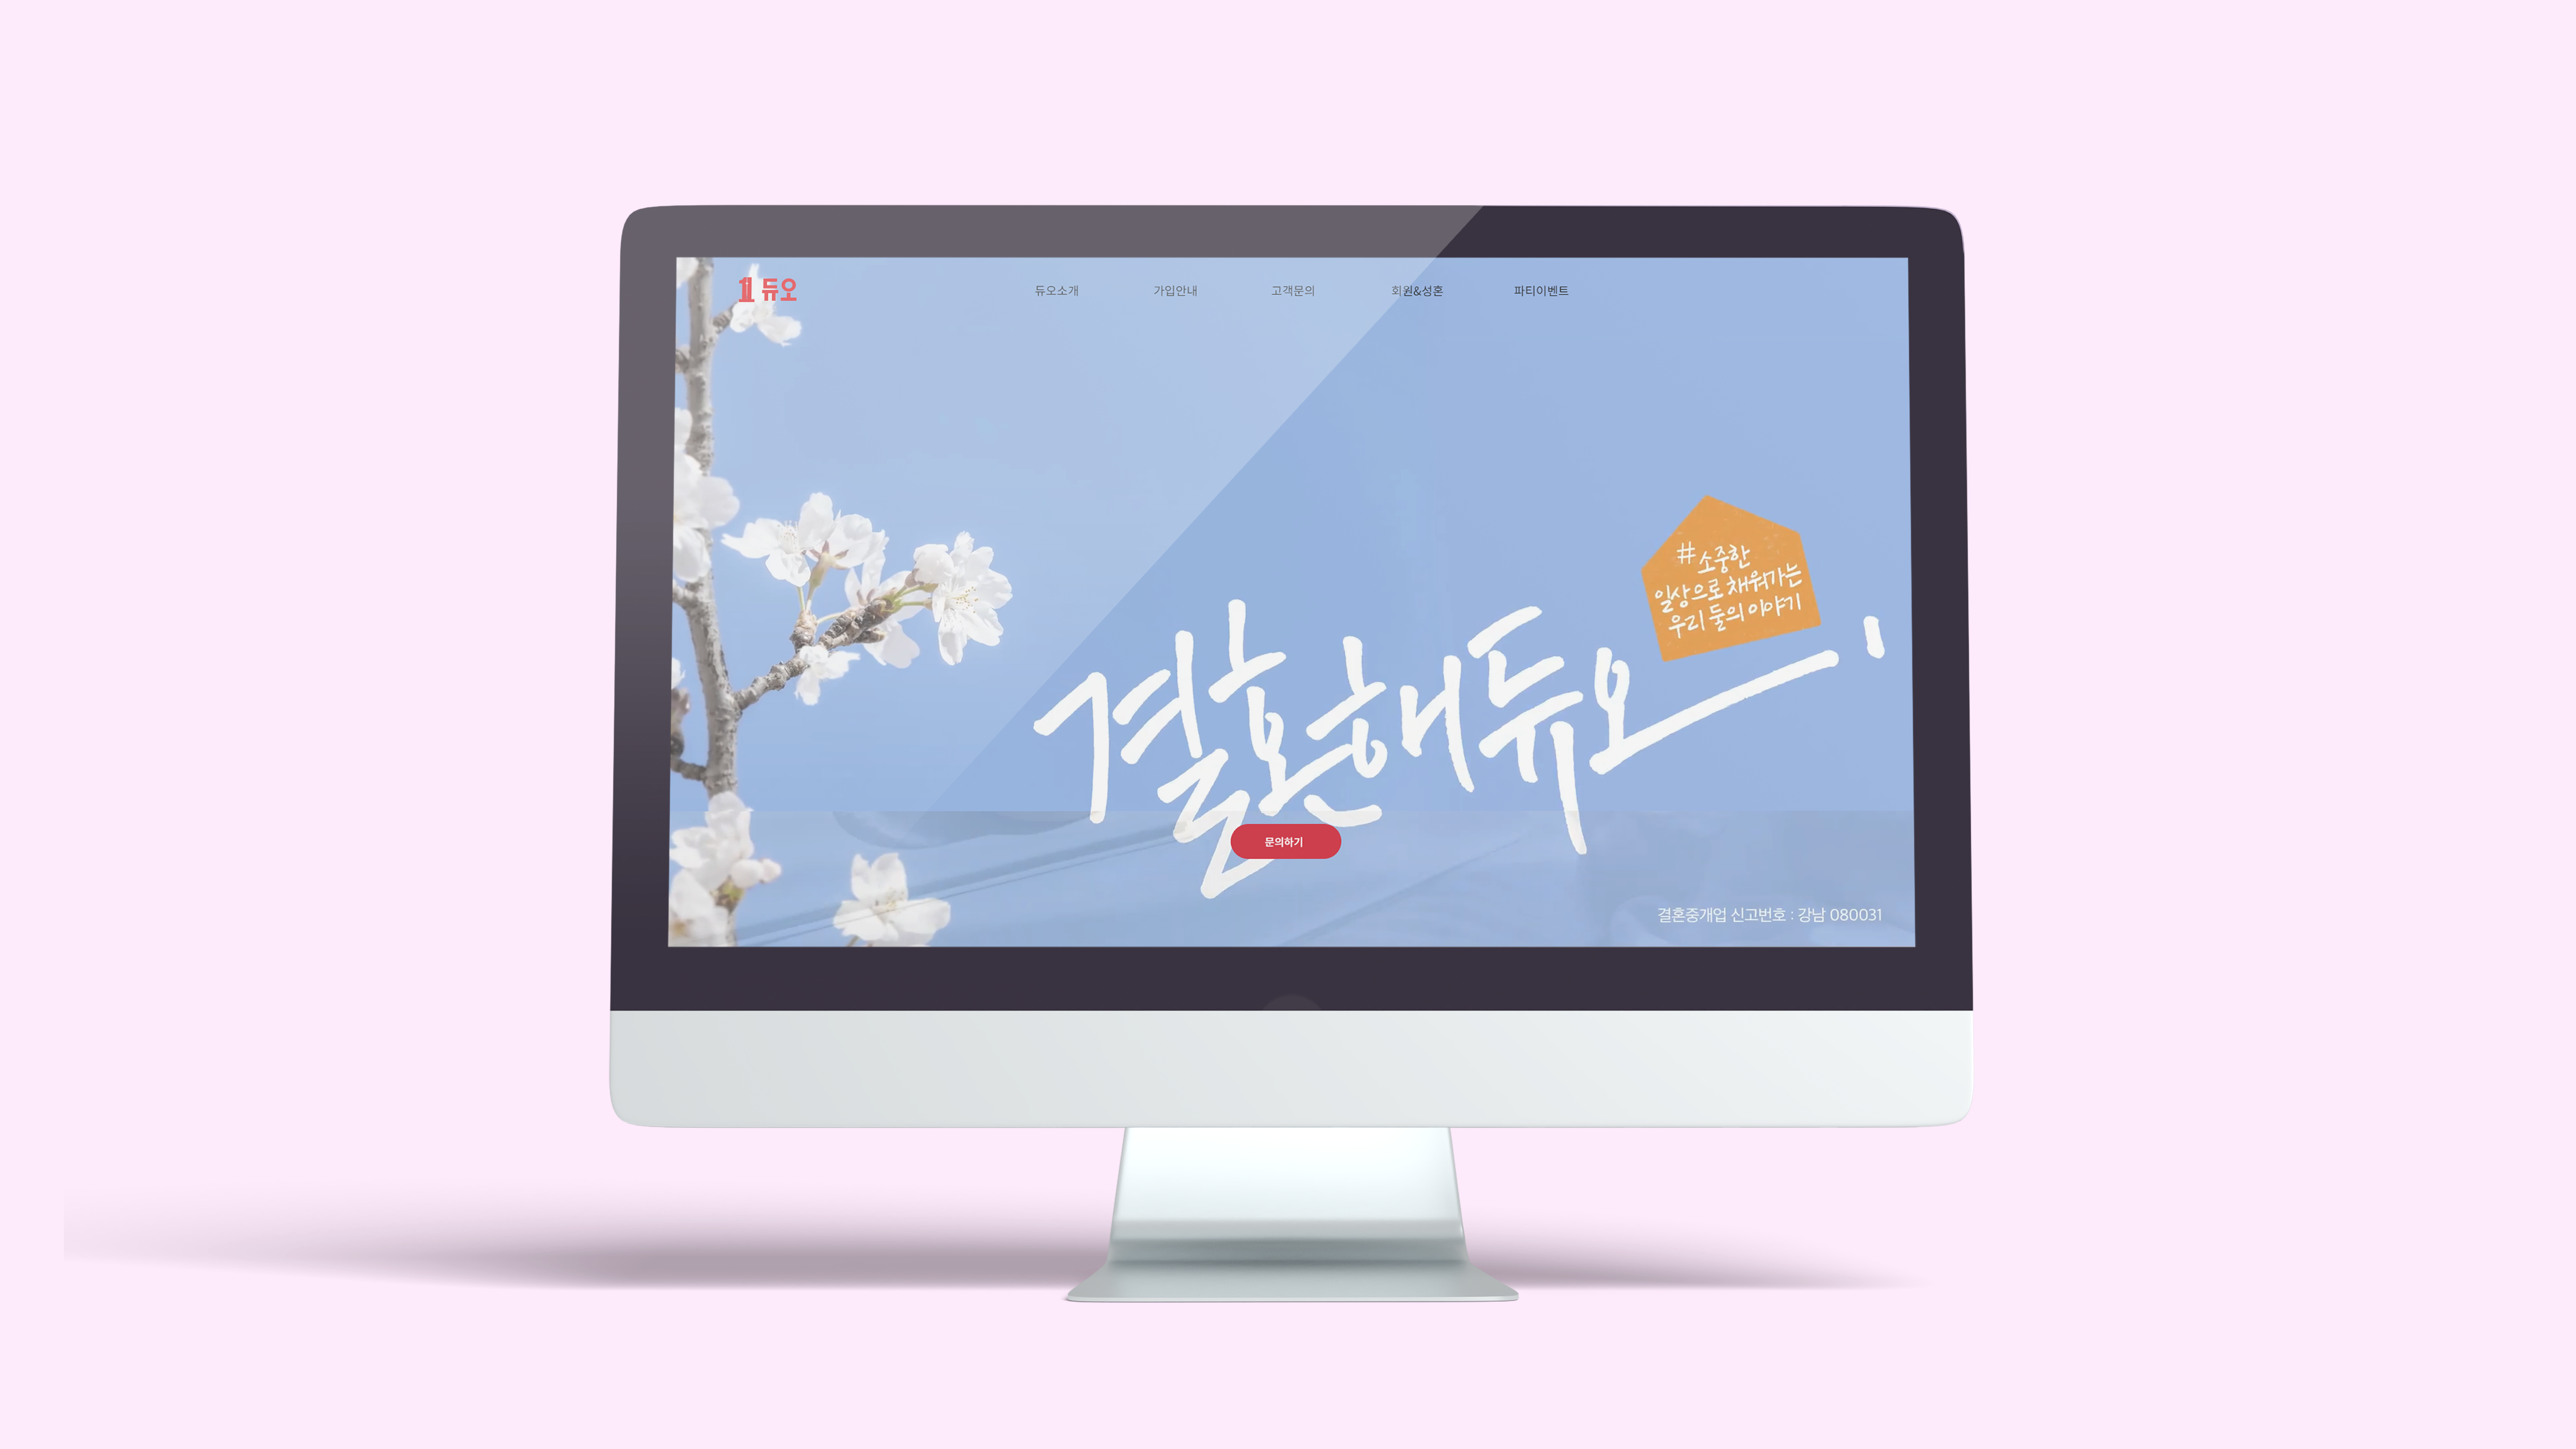 듀오
듀오소개
가입안내
고객문의
회원&성혼
파티이벤트
#소중한
일상으로 채워가는
우리 둘의 이야기
결혼해듀오
문의하기
결혼중개업 신고번호 : 강남 080031